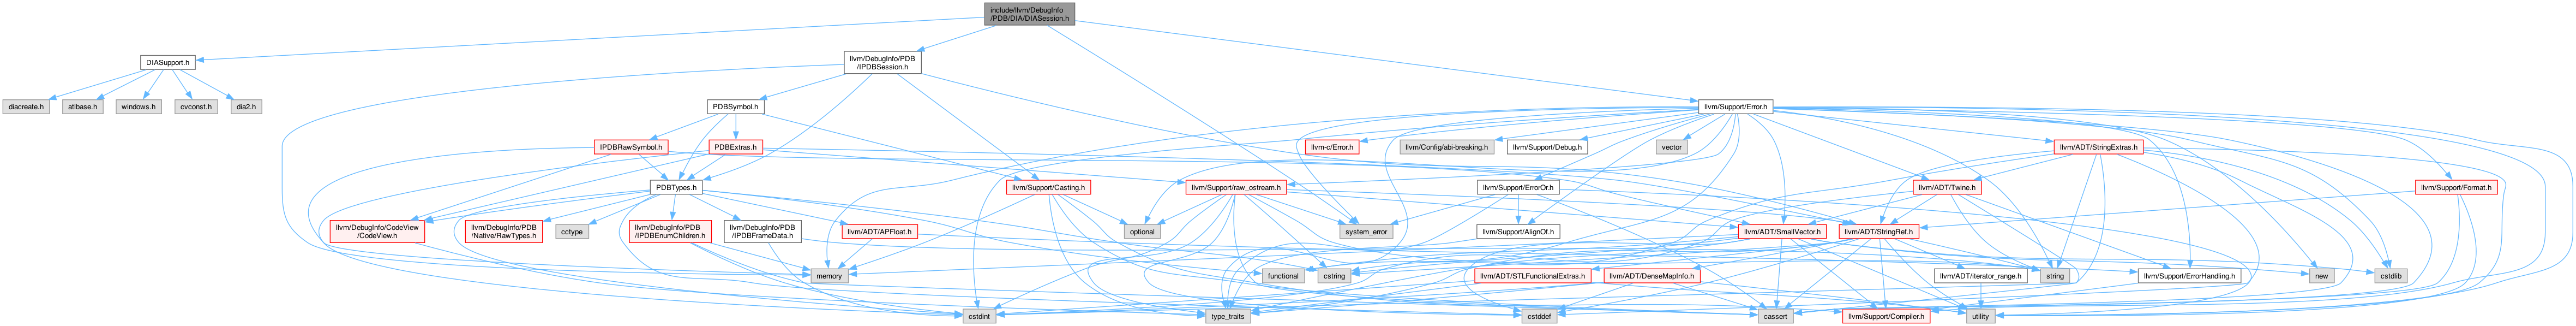 include/llvm/DebugInfo
/PDB/DIA/DIASession.h
DIASupport.h
llvm/DebugInfo/PDB
/IPDBSession.h
diacreate.h
atlbase.h
windows.h
cvconst.h
dia2.h
PDBSymbol.h
llvm/Support/Error.h
IPDBRawSymbol.h
PDBExtras.h
llvm-c/Error.h
llvm/Config/abi-breaking.h
llvm/Support/Debug.h
vector
llvm/ADT/StringExtras.h
PDBTypes.h
llvm/Support/Casting.h
llvm/Support/raw_ostream.h
llvm/Support/ErrorOr.h
llvm/ADT/Twine.h
llvm/Support/Format.h
llvm/DebugInfo/CodeView
/CodeView.h
llvm/DebugInfo/PDB
/Native/RawTypes.h
cctype
llvm/DebugInfo/PDB
/IPDBEnumChildren.h
llvm/DebugInfo/PDB
/IPDBFrameData.h
llvm/ADT/APFloat.h
optional
system_error
llvm/Support/AlignOf.h
llvm/ADT/SmallVector.h
llvm/ADT/StringRef.h
memory
functional
cstring
llvm/ADT/STLFunctionalExtras.h
llvm/ADT/DenseMapInfo.h
llvm/ADT/iterator_range.h
string
llvm/Support/ErrorHandling.h
new
cstdlib
cstdint
type_traits
cstddef
cassert
llvm/Support/Compiler.h
utility